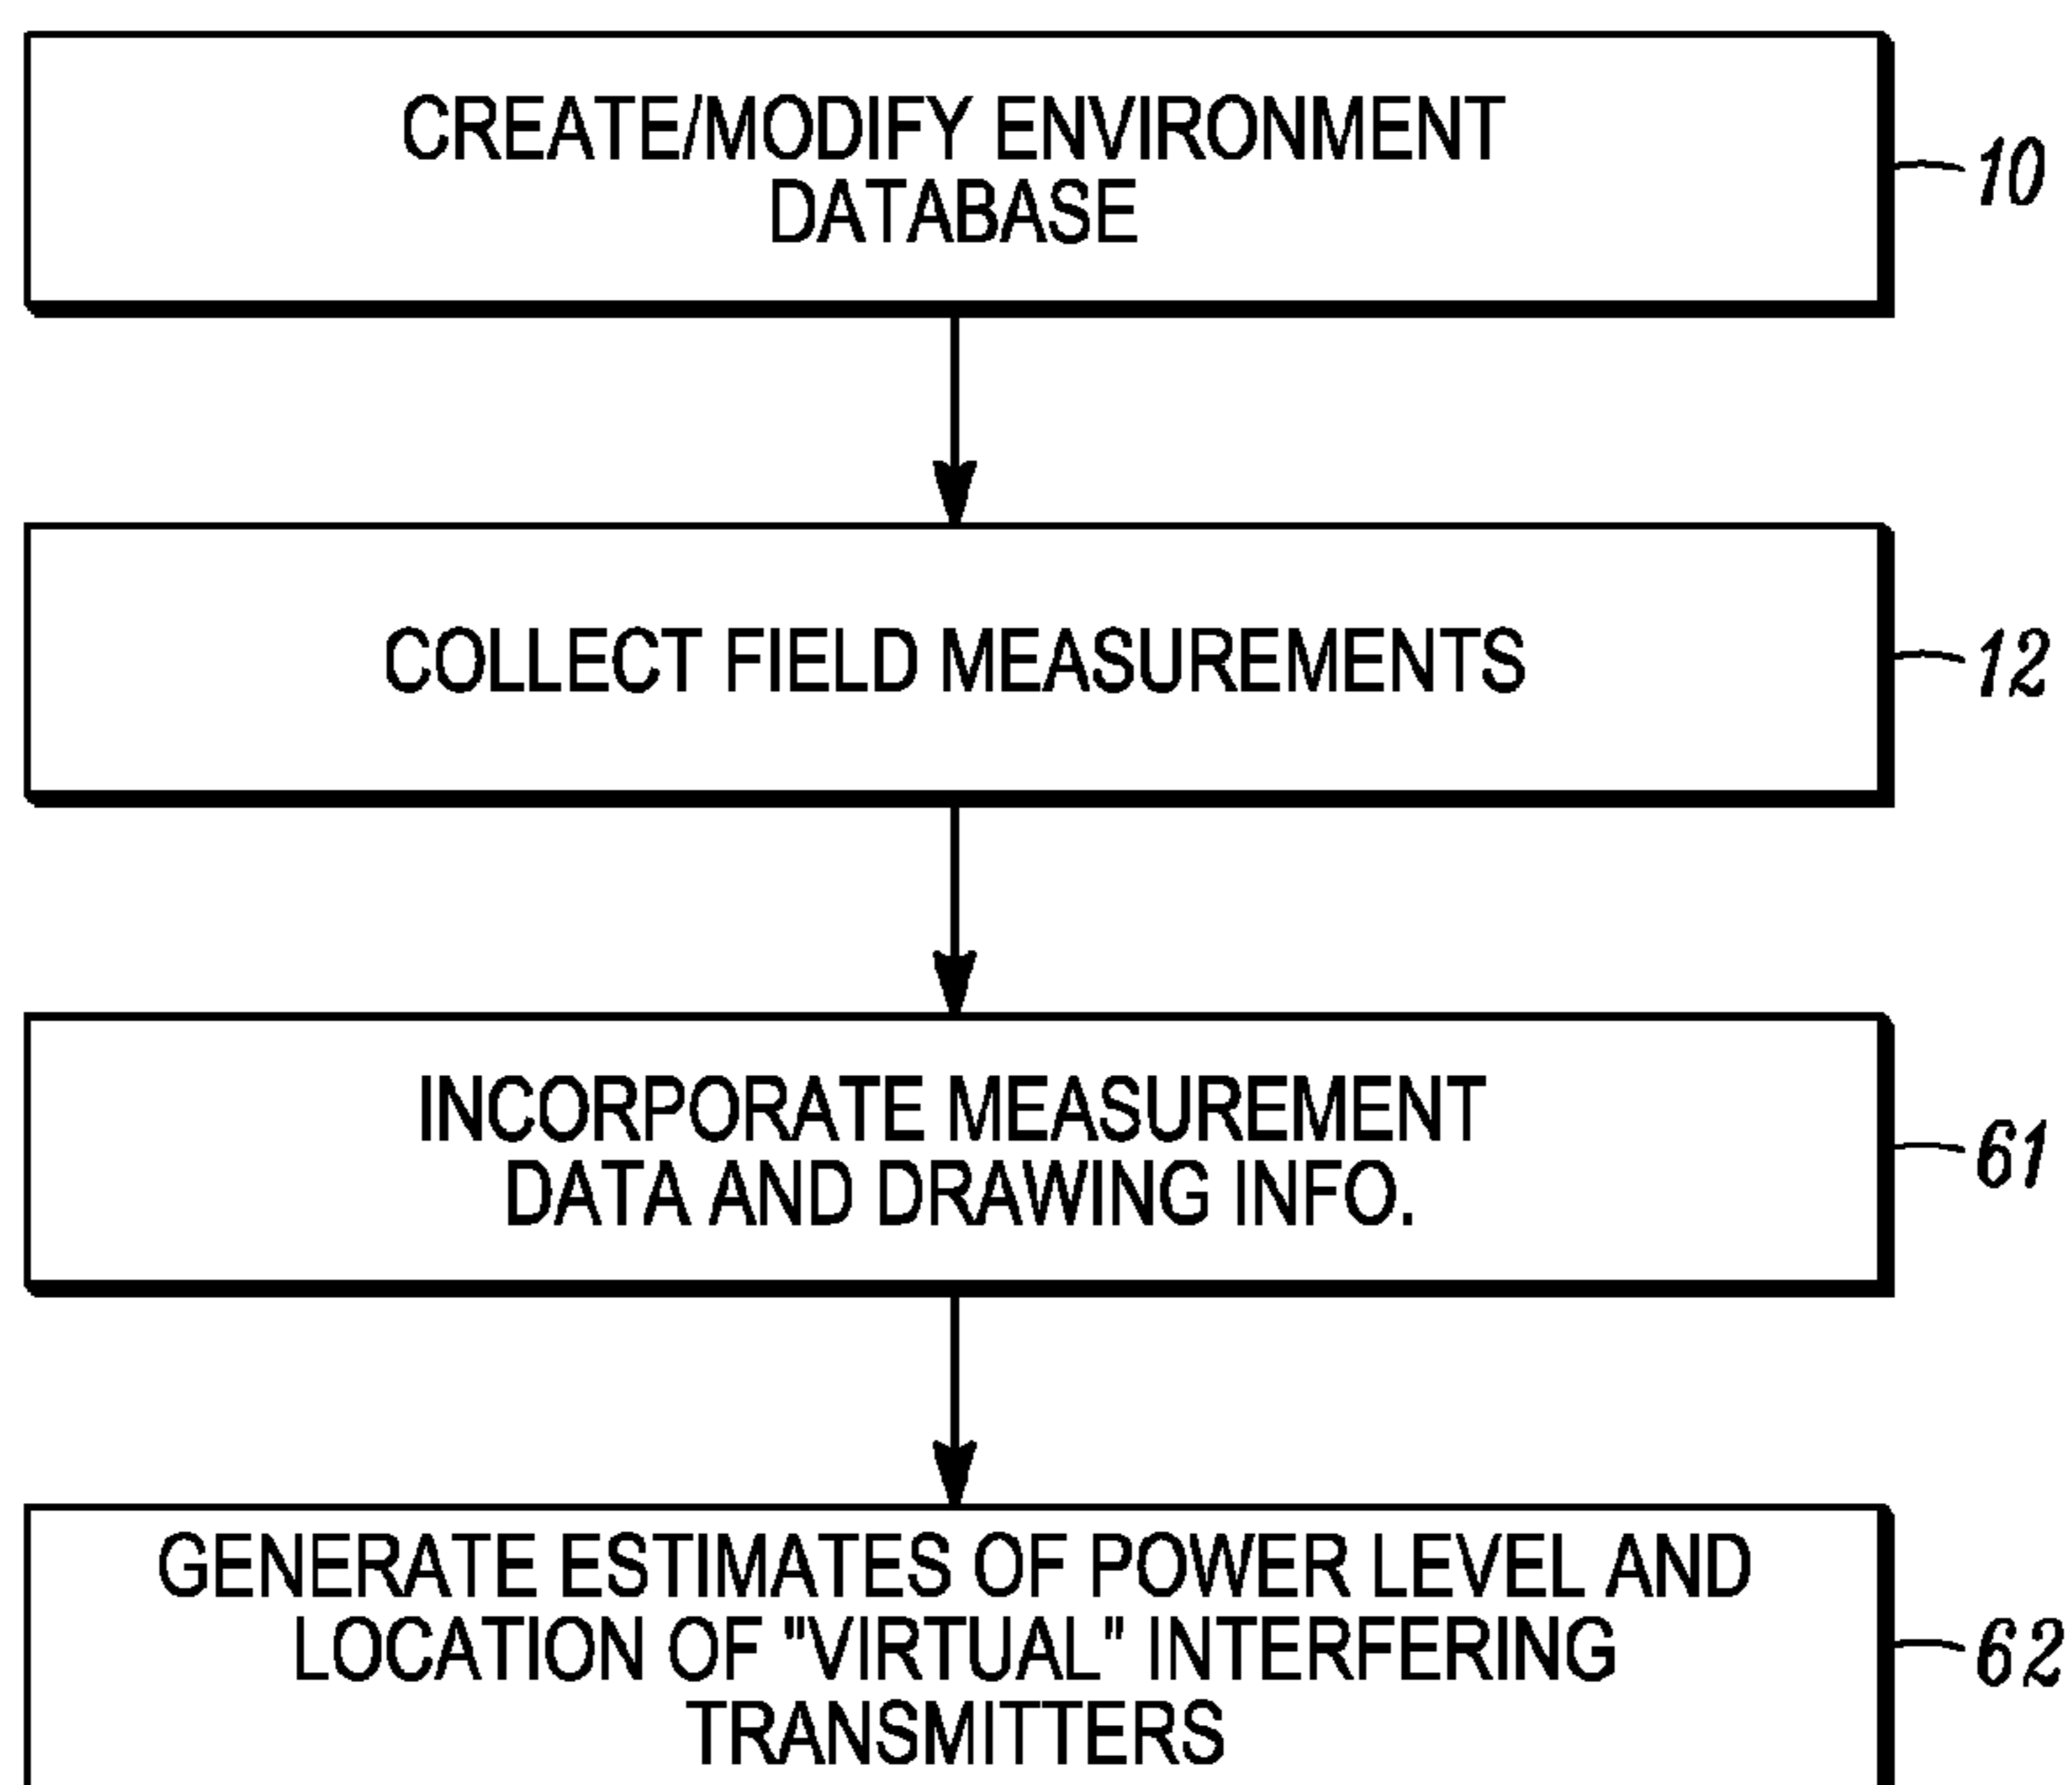 CREATE/MODIFY ENVIRONMENT
DATABASE
10
COLLECT FIELD MEASUREMENTS
12
INCORPORATE MEASUREMENT
DATA AND DRAWING INFO.
61
GENERATE ESTIMATES OF POWER LEVEL AND
LOCATION OF "VIRTUAL" INTERFERING
TRANSMITTERS
62